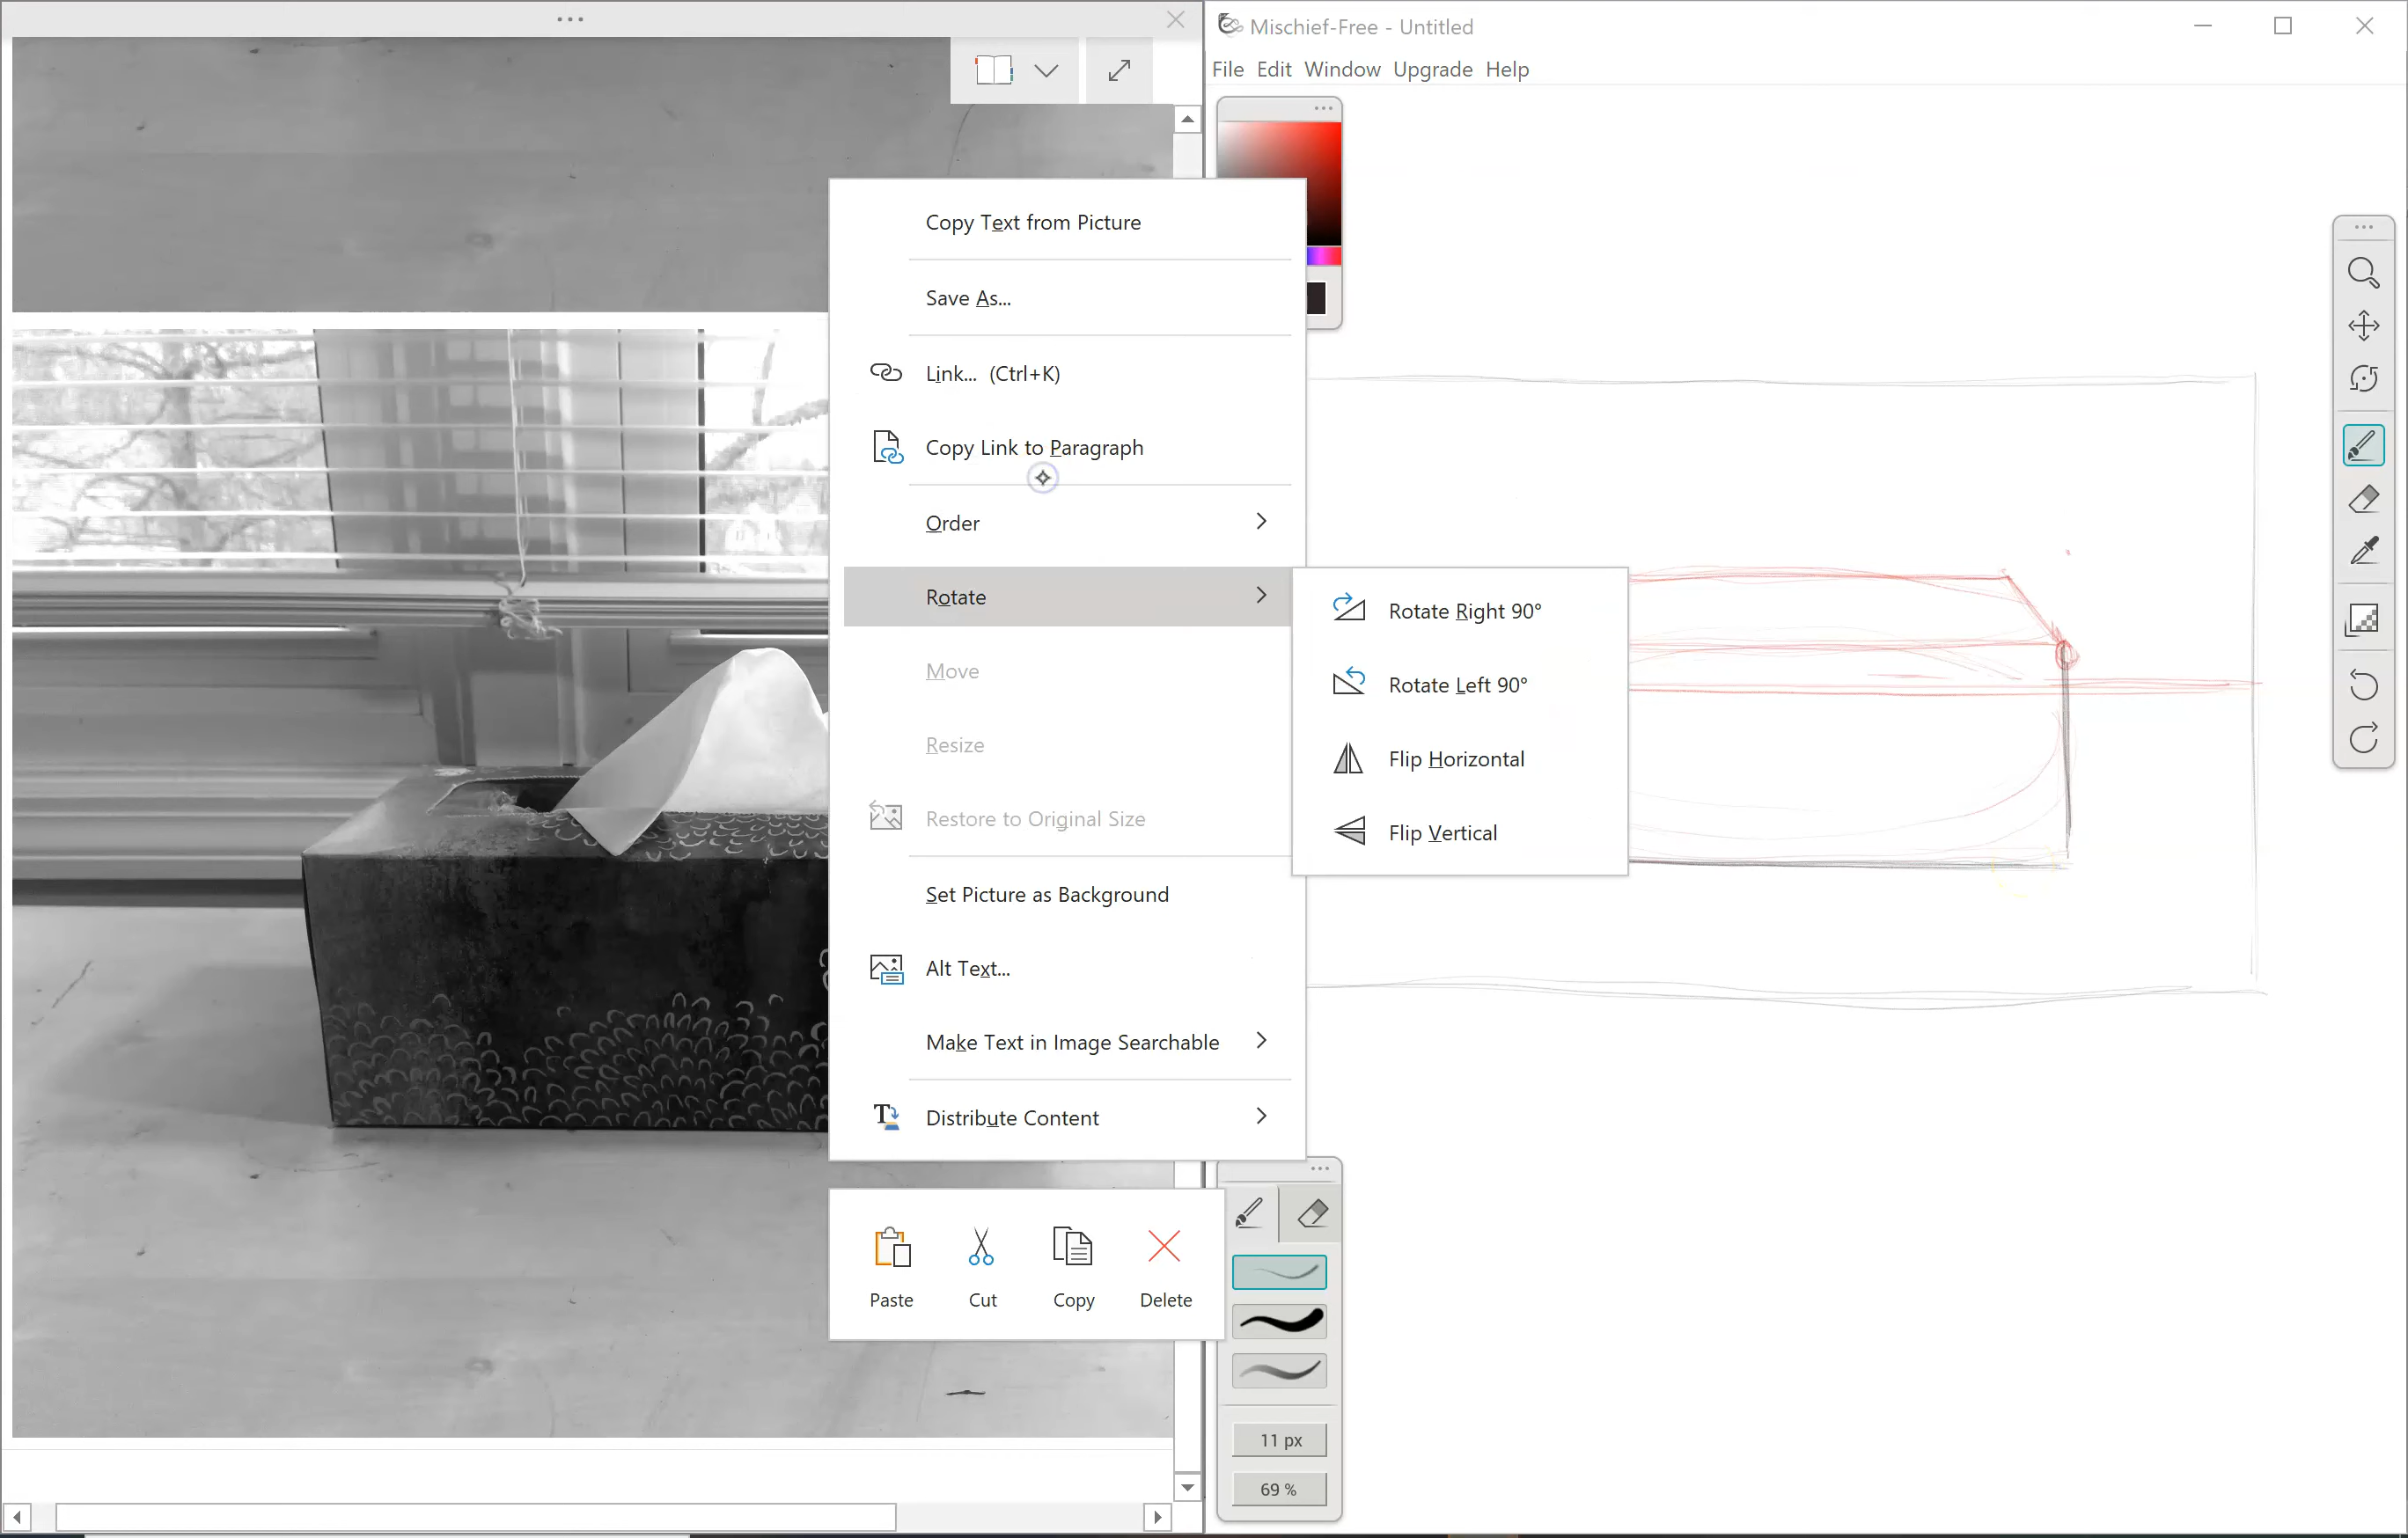 Mischief-Free - Untitled
File Edit Window Upgrade Help
Copy Text from Picture
Save As...
Link... (Ctrl+K)
Copy Link to Paragraph
Order
Rotate
Move
Resize
Restore to Original Size
Set Picture as Background
Alt Text...
Make Text in Image Searchable
Distribute Content
Rotate Right 90°
Rotate Left 90°
Flip Horizontal
Flip Vertical
Paste Cut Copy Delete
11 px
69 %